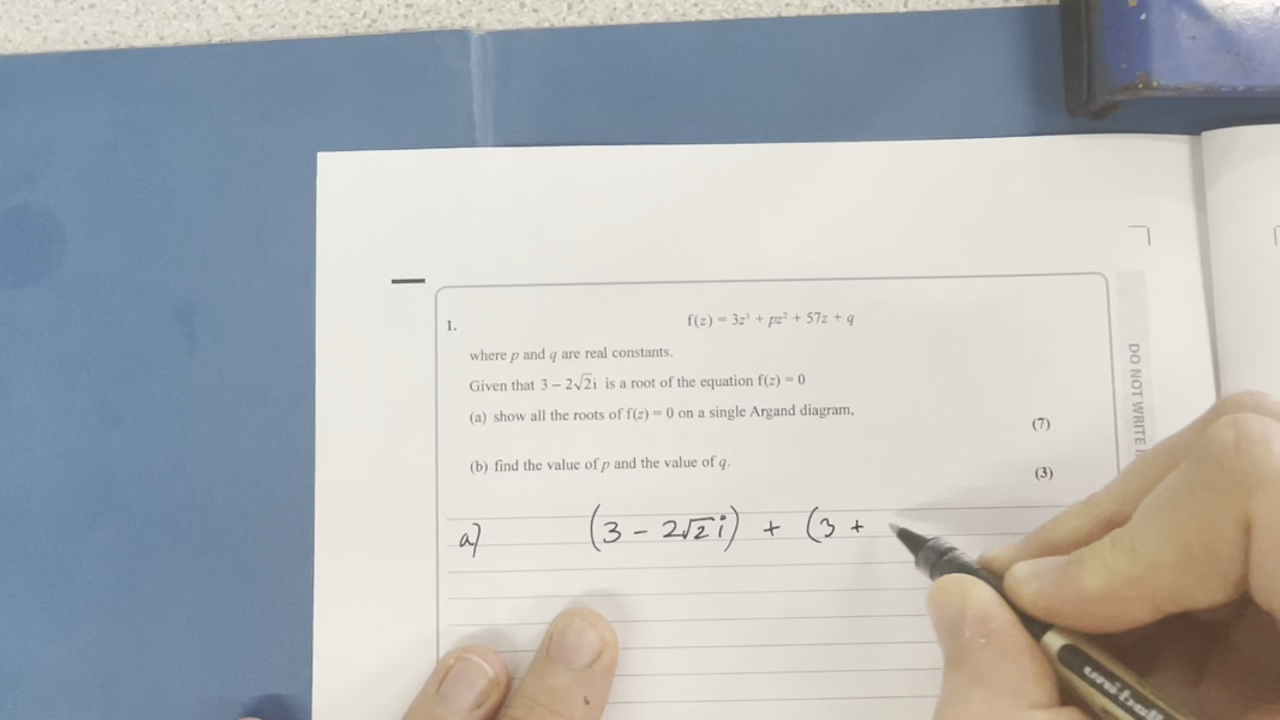 1.
f(z) = 3z³ + pz² + 57z + q
where p and q are real constants.
Given that 3 – 2√2i is a root of the equation f(z) = 0
(a) show all the roots of f(z) = 0 on a single Argand diagram,
(7)
(b) find the value of p and the value of q.
(3)
a) (3 - 2√2i) + (3 +
DO NOT WRITE
uni-ball